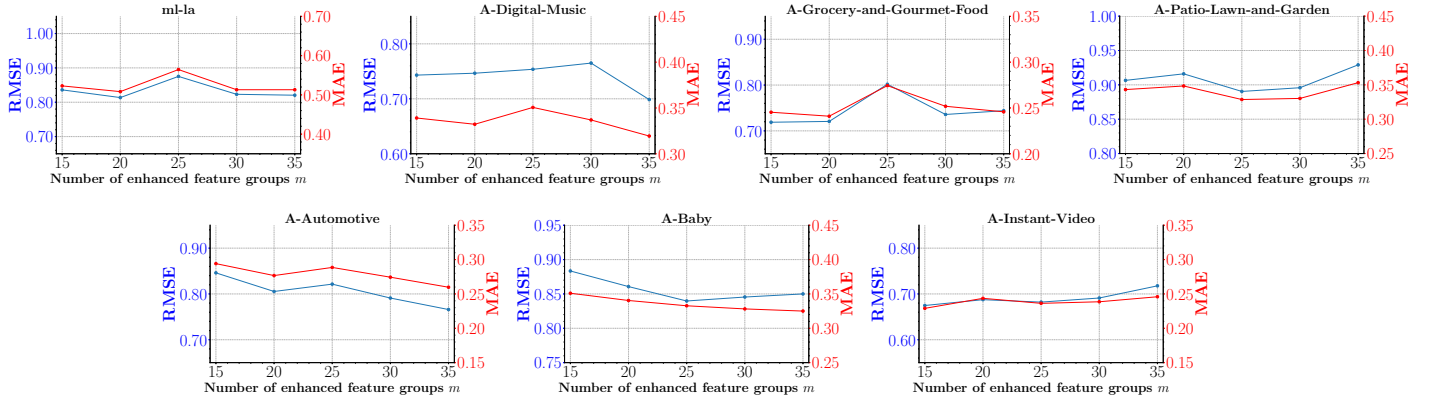 ml-la
RMSE
1.00
0.90
0.80
0.70
0.70
0.60
0.50
0.40
MAE
15 20 25 30 35
Number of enhanced feature groups m
A-Digital-Music
RMSE
0.80
0.70
0.60
0.45
0.40
0.35
0.30
MAE
15 20 25 30 35
Number of enhanced feature groups m
A-Grocery-and-Gourmet-Food
RMSE
0.90
0.80
0.70
0.35
0.30
0.25
0.20
MAE
15 20 25 30 35
Number of enhanced feature groups m
A-Patio-Lawn-and-Garden
RMSE
1.00
0.95
0.90
0.85
0.80
0.45
0.40
0.35
0.30
0.25
MAE
15 20 25 30 35
Number of enhanced feature groups m
A-Automotive
RMSE
0.90
0.80
0.70
0.35
0.30
0.25
0.20
0.15
MAE
15 20 25 30 35
Number of enhanced feature groups m
A-Baby
RMSE
0.95
0.90
0.85
0.80
0.75
0.45
0.40
0.35
0.30
0.25
MAE
15 20 25 30 35
Number of enhanced feature groups m
A-Instant-Video
RMSE
0.80
0.70
0.60
0.35
0.30
0.25
0.20
0.15
MAE
15 20 25 30 35
Number of enhanced feature groups m